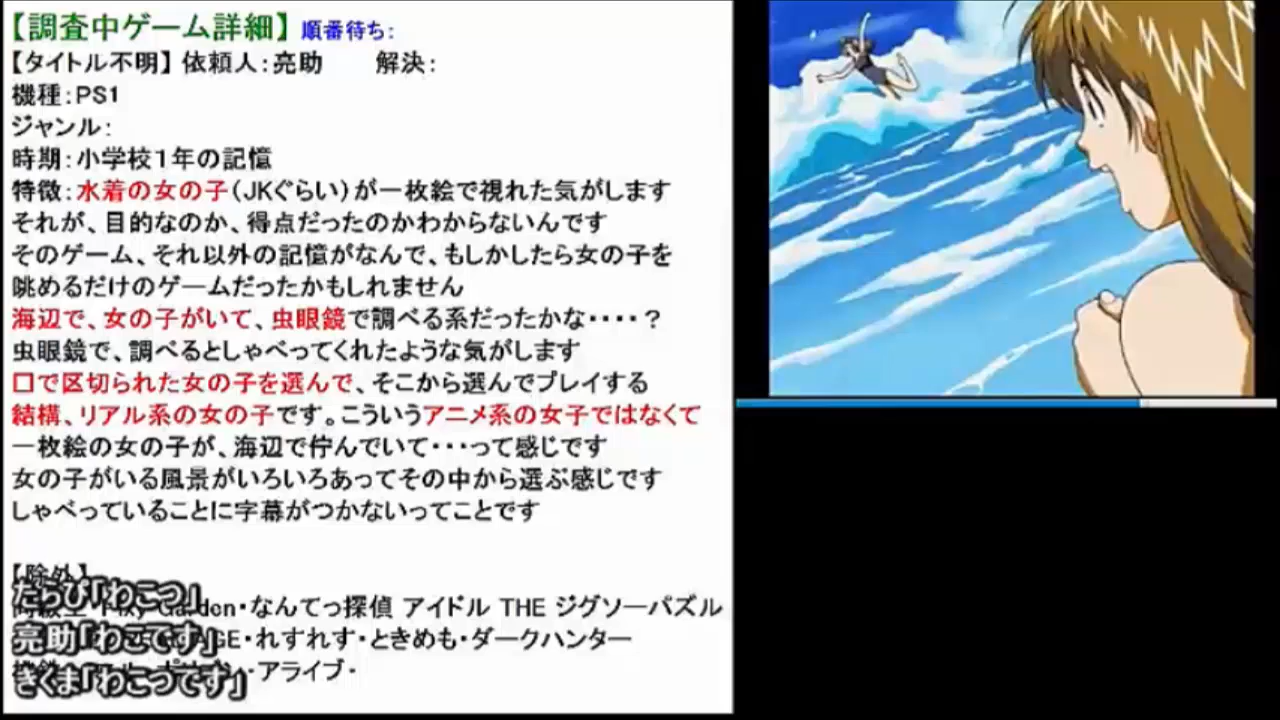 【調査中ゲーム詳細】 順番待ち:
【タイトル不明】 依頼人:亮助 解決:
機種:PS1
ジャンル:
時期:小学校1年の記憶
特徴:水着の女の子(JKぐらい)が一枚絵で視れた気がします
それが、目的なのか、得点だったのかわからないんです
そのゲーム、それ以外の記憶がなんで、もしかしたら女の子を
眺めるだけのゲームだったかもしれません
海辺で、女の子がいて、虫眼鏡で調べる系だったかな・・・・?
虫眼鏡で、調べるとしゃべってくれたような気がします
口で区切られた女の子を選んで、そこから選んでプレイする
結構、リアル系の女の子です。こういうアニメ系の女子ではなくて
一枚絵の女の子が、海辺で佇んでいて・・・って感じです
女の子がいる風景がいろいろあってその中から選ぶ感じです
しゃべっていることに字幕がつかないってことです
【除外】
たらぴ「わこつ」
Garden・なんてっ探偵 アイドル THE ジグソーパズル
亮助「わこです」
・れすれす・ときめも・ダークハンター
きくま「わこつです」
・アライブ・